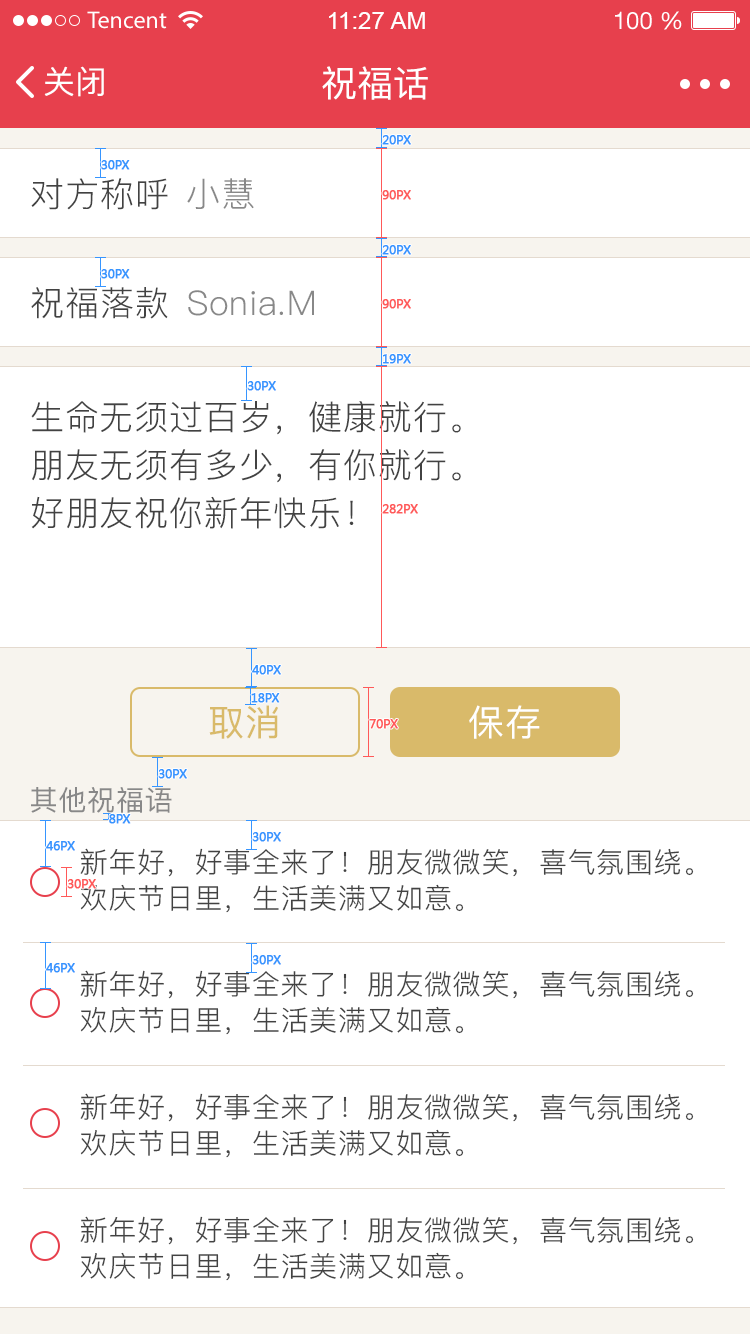 Tencent 11:27 AM 100 %
关闭 祝福话
20PX
30PX
对方称呼 小慧
90PX
20PX
30PX
祝福落款 Sonia.M
90PX
19PX
30PX
生命无须过百岁，健康就行。
朋友无须有多少，有你就行。
好朋友祝你新年快乐！
282PX
40PX
18PX
取消 70PX 保存
30PX
其他祝福语
8PX
46PX 30PX
30PX
新年好，好事全来了！朋友微微笑，喜气氛围绕。
欢庆节日里，生活美满又如意。
46PX 30PX
新年好，好事全来了！朋友微微笑，喜气氛围绕。
欢庆节日里，生活美满又如意。
新年好，好事全来了！朋友微微笑，喜气氛围绕。
欢庆节日里，生活美满又如意。
新年好，好事全来了！朋友微微笑，喜气氛围绕。
欢庆节日里，生活美满又如意。